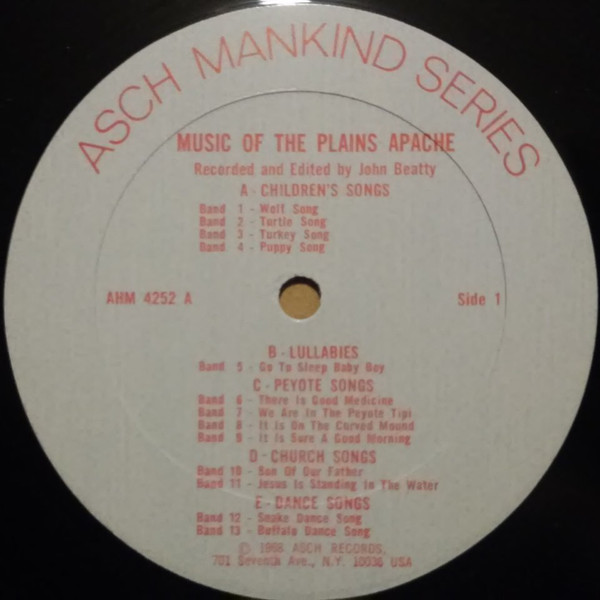 ASCH MANKIND SERIES
MUSIC OF THE PLAINS APACHE
Recorded and Edited by John Beatty
A - CHILDREN'S SONGS
Band 1 - Wolf Song
Band 2 - Turtle Song
Band 3 - Turkey Song
Band 4 - Puppy Song
AHM 4252 A
Side 1
B - LULLABIES
Band 5 - Go To Sleep Baby Boy
C - PEYOTE SONGS
Band 6 - There Is Good Medicine
Band 7 - We Are In The Peyote Tipi
Band 8 - It Is On The Curved Mound
Band 9 - It Is Sure A Good Morning
D - CHURCH SONGS
Band 10 - Son Of Our Father
Band 11 - Jesus Is Standing In The Water
E - DANCE SONGS
Band 12 - Snake Dance Song
Band 13 - Buffalo Dance Song
© 1968 ASCH RECORDS,
701 Seventh Ave., N.Y. 10036 USA